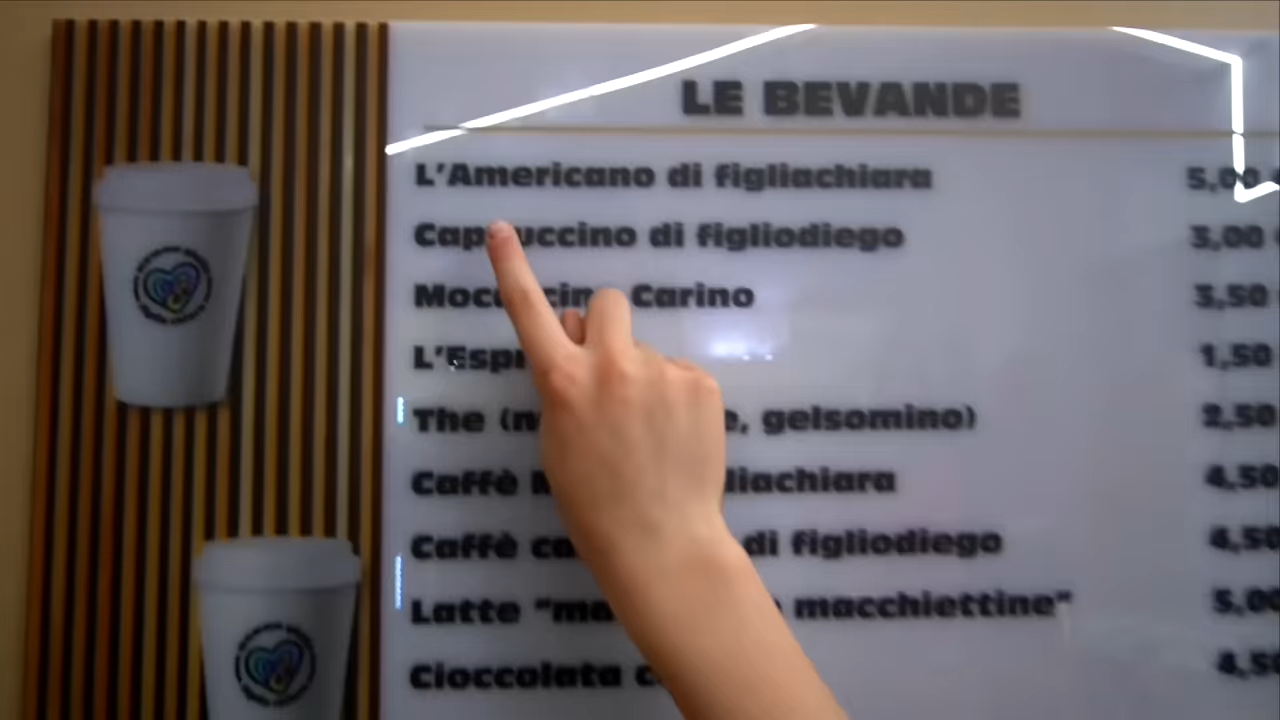 LE BEVANDE
L'Americano di figliachiara 5,00
Cappuccino di figliodiego 3,00
Carino 3,50
1,50
The gelsomino) 2,50
Caffè 4,50
Caffè di figliodiego 4,50
Latte macchiettine" 5,00
Cioccolata 4,50